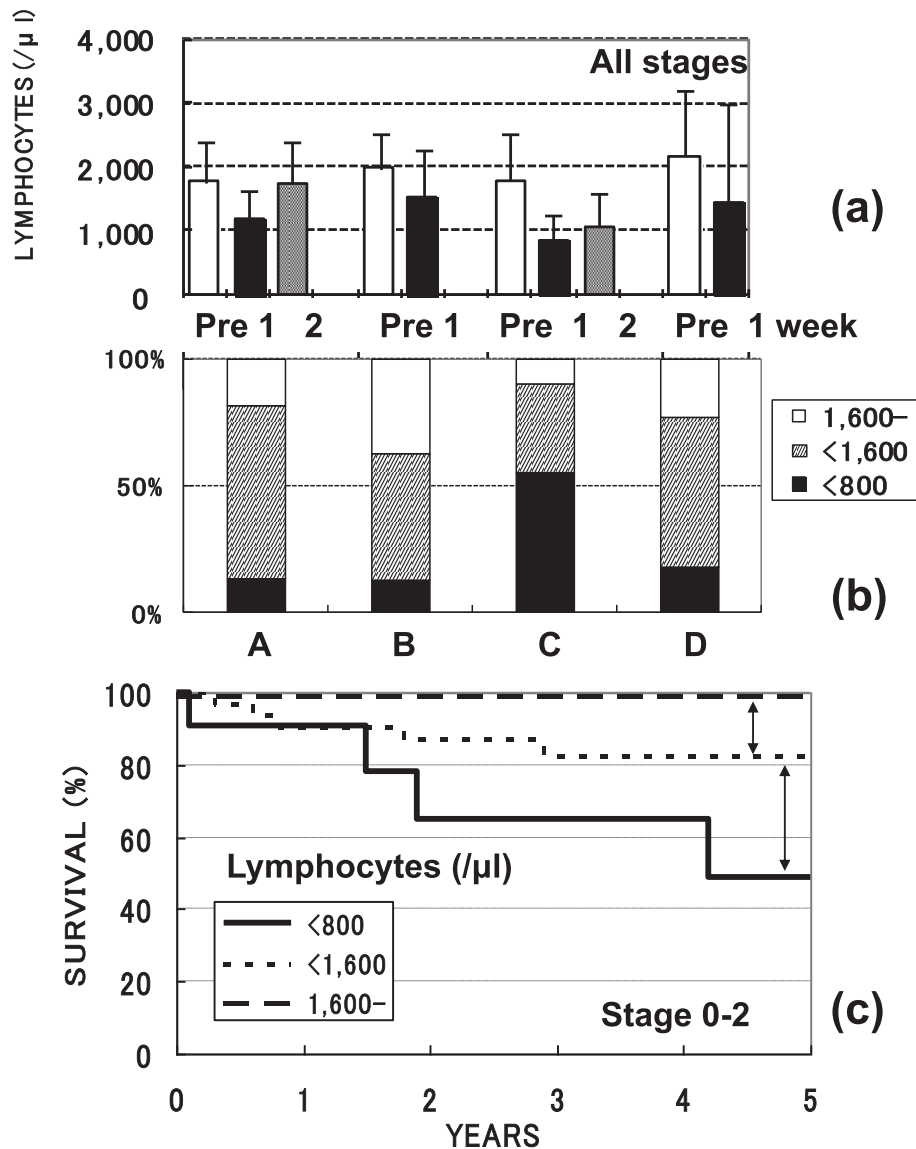 LYMPHOCYTES (/μ l)
4,000
3,000
2,000
1,000
0
All stages
(a)
Pre 1 2 Pre 1 Pre 1 2 Pre 1 week
100%
50%
0%
1,600−
<1,600
<800
(b)
A B C D
SURVIVAL (%)
100
80
60
40
20
0
Lymphocytes (/μl)
<800
<1,600
1,600−
Stage 0-2
(c)
0 1 2 3 4 5
YEARS